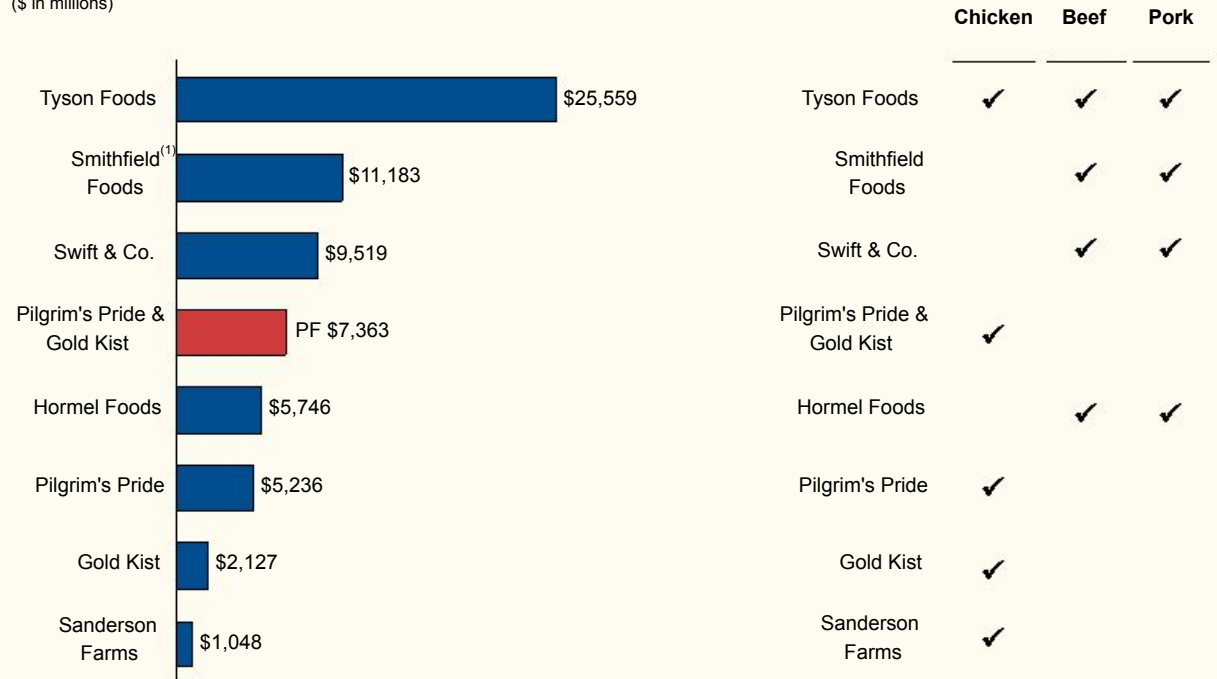 ($ in millions)
Chicken Beef Pork
Tyson Foods $25,559 Tyson Foods ✓ ✓ ✓
Smithfield(1)
Foods
$11,183
Smithfield
Foods
✓ ✓
Swift & Co. $9,519 Swift & Co. ✓ ✓
Pilgrim's Pride &
Gold Kist
PF $7,363
Pilgrim's Pride &
Gold Kist
✓
Hormel Foods $5,746 Hormel Foods ✓ ✓
Pilgrim's Pride $5,236 Pilgrim's Pride ✓
Gold Kist $2,127 Gold Kist ✓
Sanderson
Farms
$1,048
Sanderson
Farms
✓